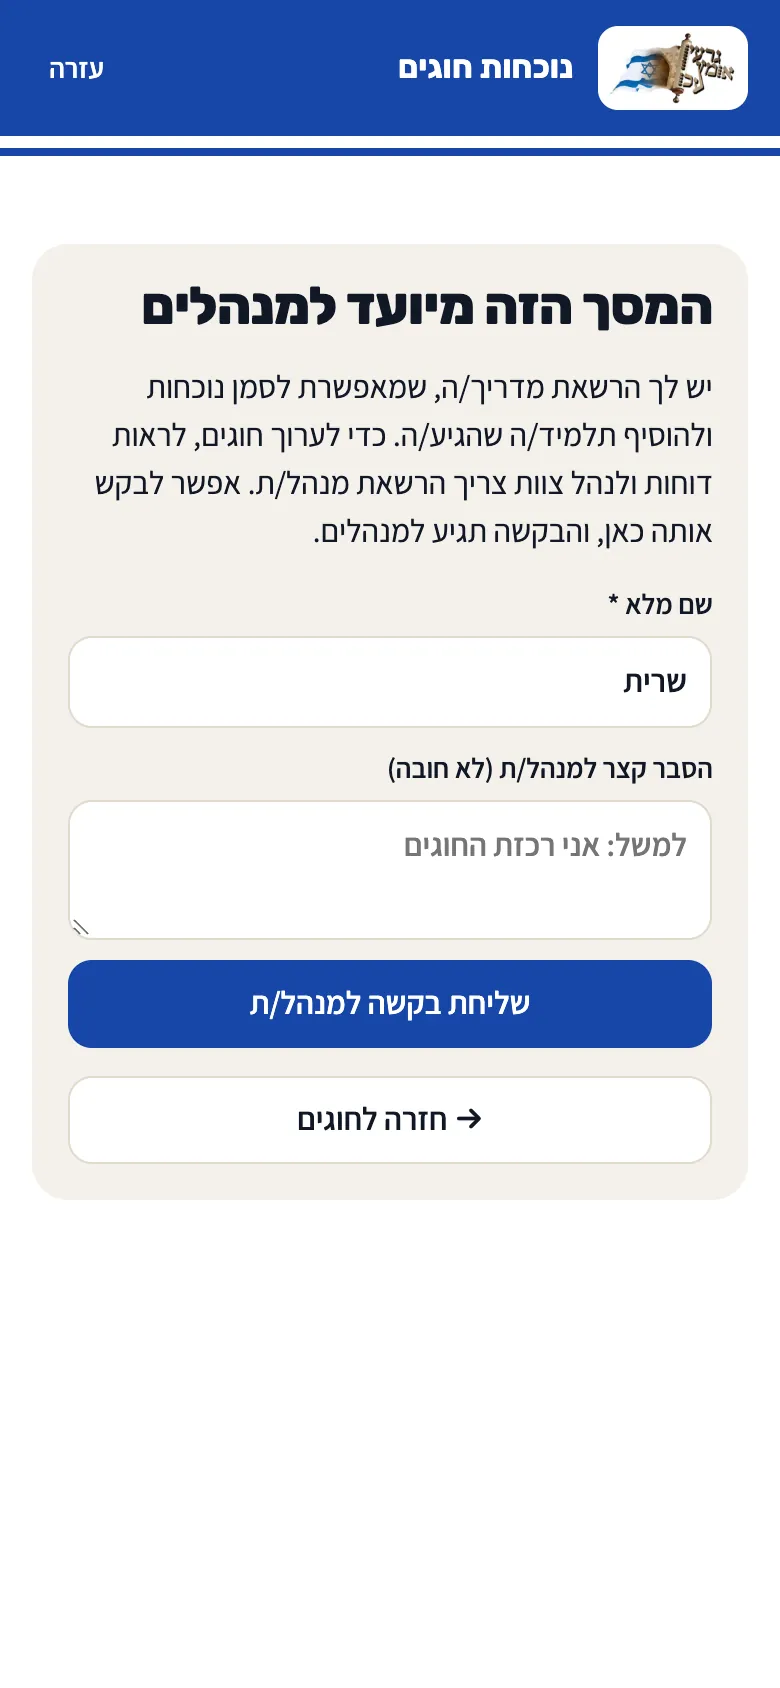 גרעין
אומץ
נוכחות חוגים
עזרה
המסך הזה מיועד למנהלים
יש לך הרשאת מדריך/ה, שמאפשרת לסמן נוכחות
ולהוסיף תלמיד/ה שהגיע/ה. כדי לערוך חוגים, לראות
דוחות ולנהל צוות צריך הרשאת מנהל/ת. אפשר לבקש
אותה כאן, והבקשה תגיע למנהלים.
שם מלא *
שרית
הסבר קצר למנהל/ת (לא חובה)
למשל: אני רכזת החוגים
שליחת בקשה למנהל/ת
→ חזרה לחוגים